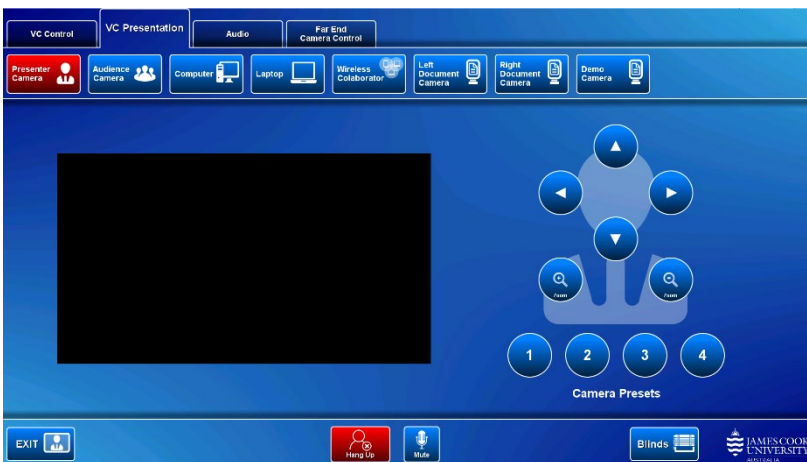 VC Control
VC Presentation
Audio
Far End
Camera Control
Presenter
Camera
Audience
Camera
Computer
Laptop
Wireless
Colaborator
Left
Document
Camera
Right
Document
Camera
Demo
Camera
Zoom
Zoom
1
2
3
4
Camera Presets
EXIT
Hang Up
Mute
Blinds
JAMES COOK
UNIVERSITY
AUSTRALIA